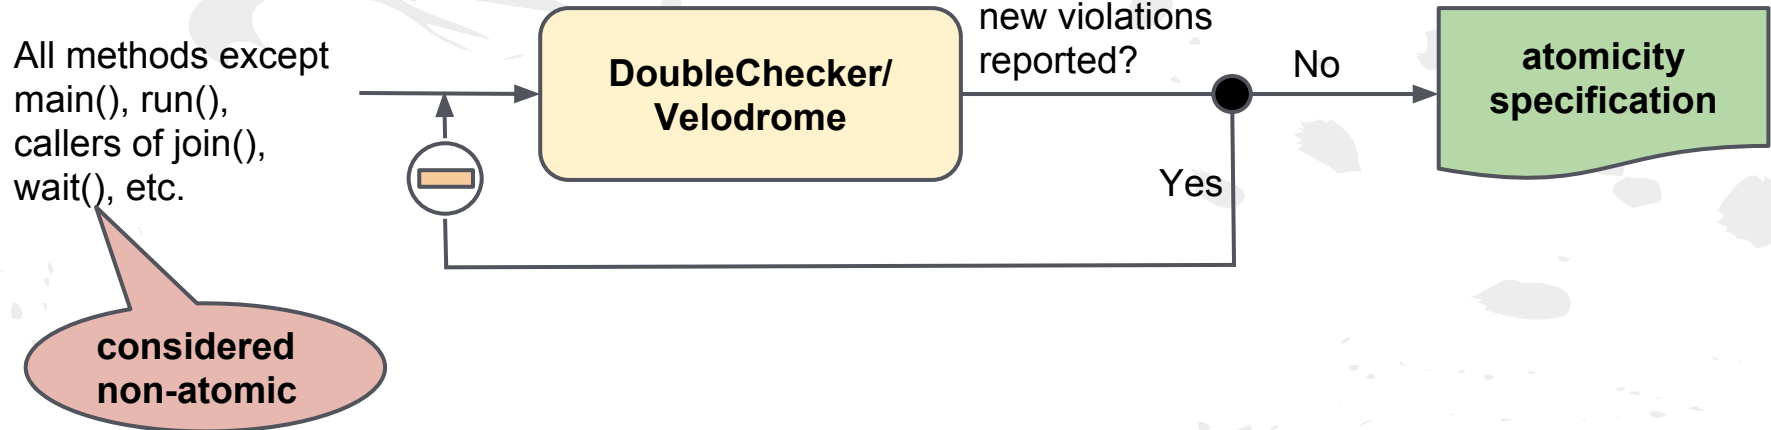 All methods except
main(), run(),
callers of join(),
wait(), etc.
DoubleChecker/
Velodrome
new violations
reported?
No
Yes
atomicity
specification
considered
non-atomic